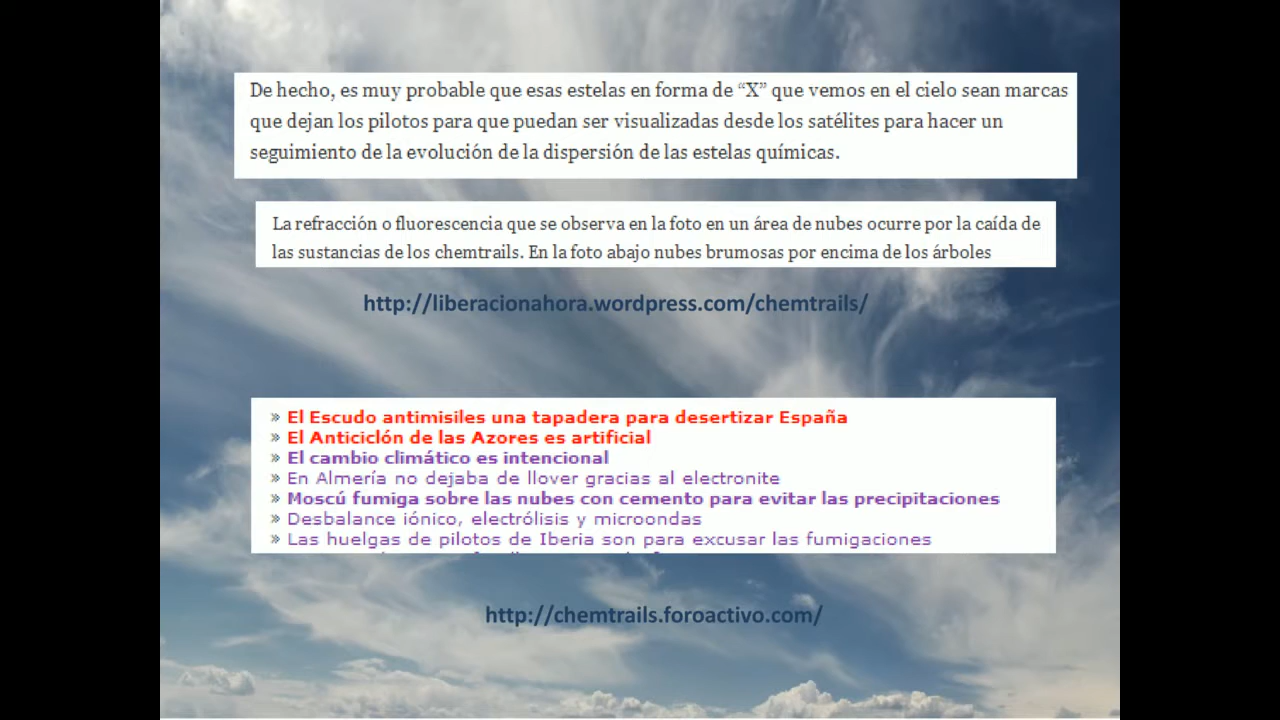 De hecho, es muy probable que esas estelas en forma de “X” que vemos en el cielo sean marcas
que dejan los pilotos para que puedan ser visualizadas desde los satélites para hacer un
seguimiento de la evolución de la dispersión de las estelas químicas.
La refracción o fluorescencia que se observa en la foto en un área de nubes ocurre por la caída de
las sustancias de los chemtrails. En la foto abajo nubes brumosas por encima de los árboles
http://liberacionahora.wordpress.com/chemtrails/
» El Escudo antimisiles una tapadera para desertizar España
» El Anticiclón de las Azores es artificial
» El cambio climático es intencional
» En Almería no dejaba de llover gracias al electronite
» Moscú fumiga sobre las nubes con cemento para evitar las precipitaciones
» Desbalance iónico, electrólisis y microondas
» Las huelgas de pilotos de Iberia son para excusar las fumigaciones
http://chemtrails.foroactivo.com/